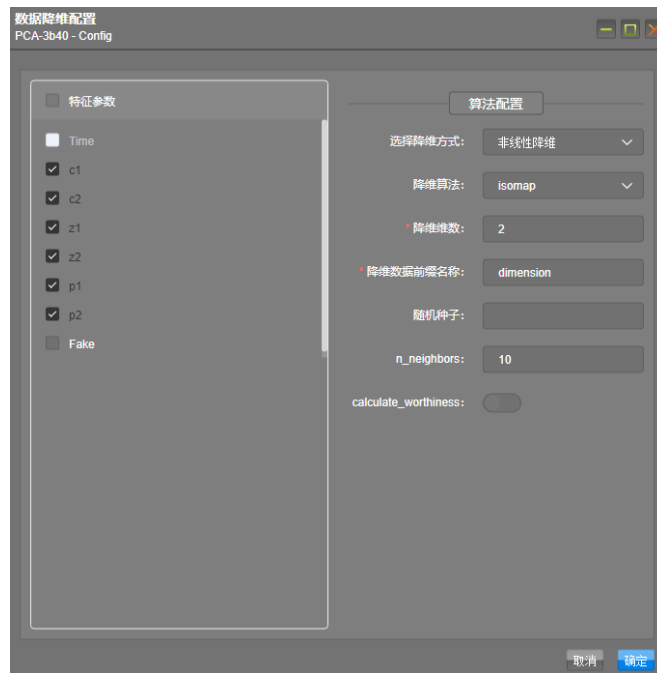 数据降维配置
PCA-3b40 - Config
特征参数
Time
c1
c2
z1
z2
p1
p2
Fake
算法配置
选择降维方式： 非线性降维
降维算法： isomap
* 降维维数： 2
* 降维数据前缀名称： dimension
随机种子：
n_neighbors： 10
calculate_worthiness：
取消 确定